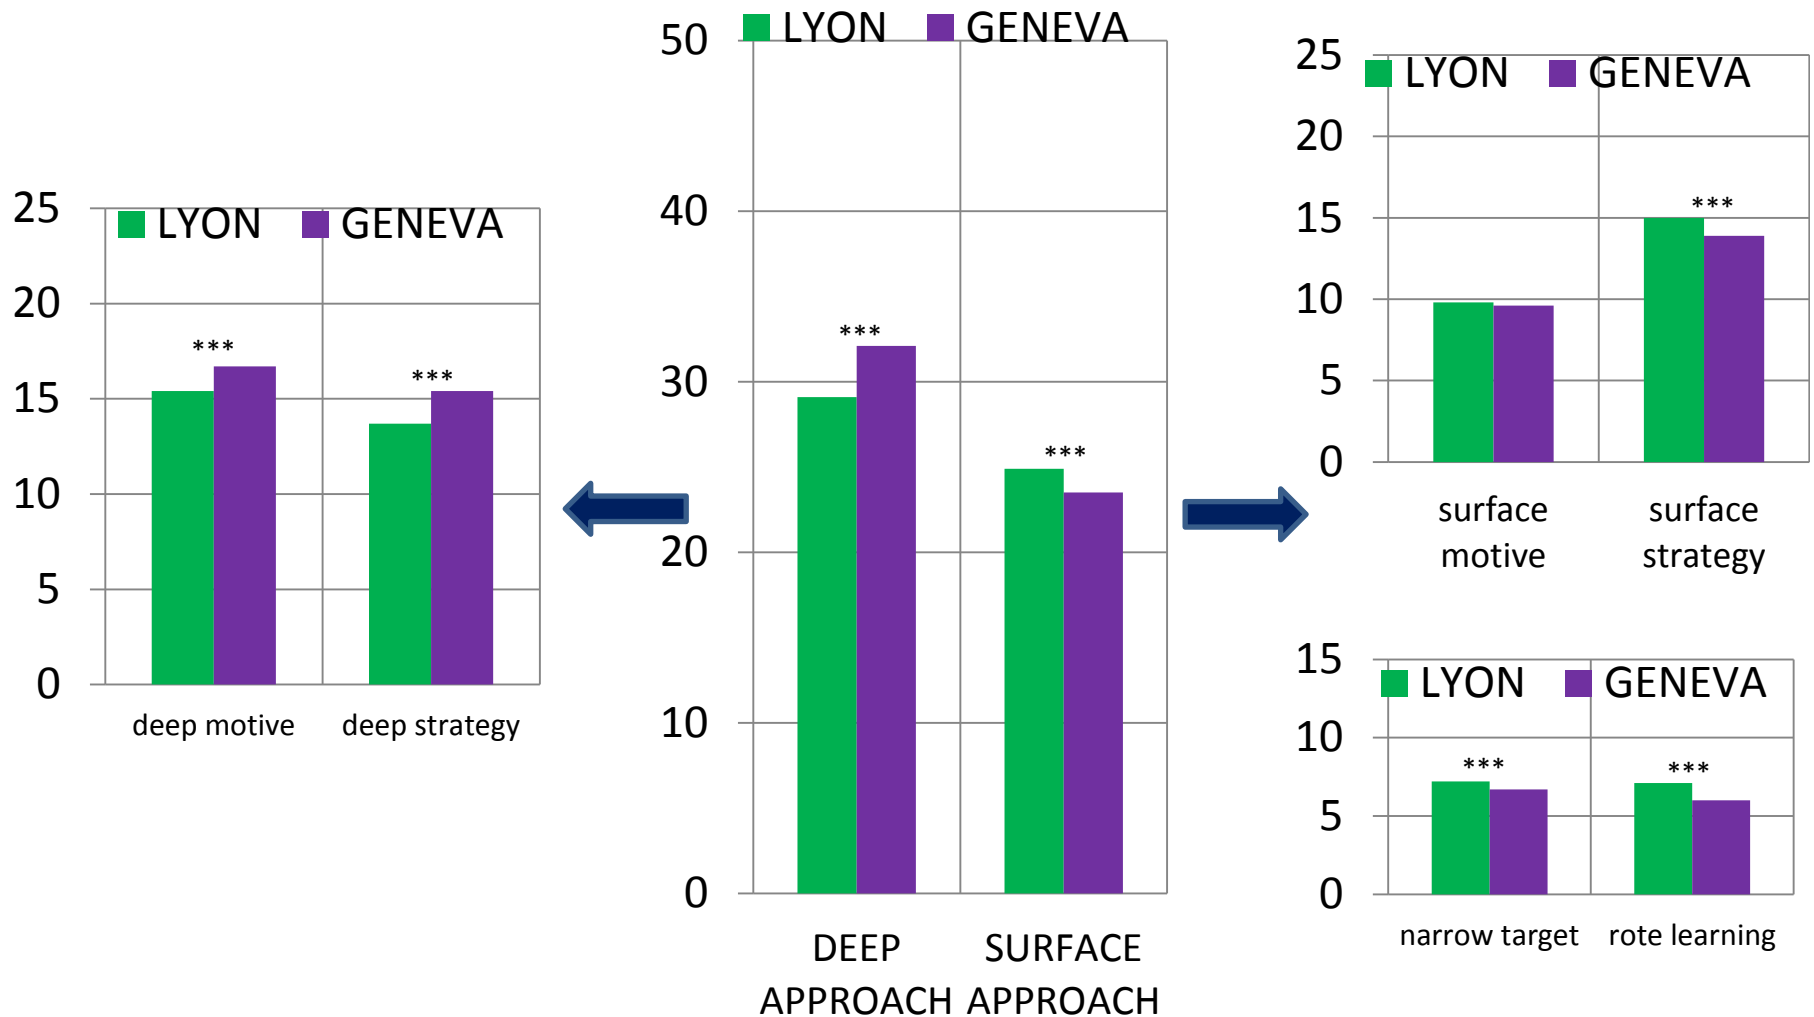 LYON GENEVA
25
20
15
10
5
0
***
***
deep motive deep strategy
LYON GENEVA
50
40
30
20
10
0
***
***
DEEP APPROACH
SURFACE APPROACH
LYON GENEVA
25
20
15
10
5
0
***
surface motive
surface strategy
LYON GENEVA
15
10
5
0
***
***
narrow target rote learning